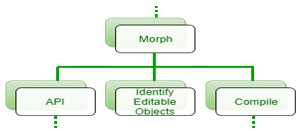 Morph
API
Identify
Editable
Objects
Compile